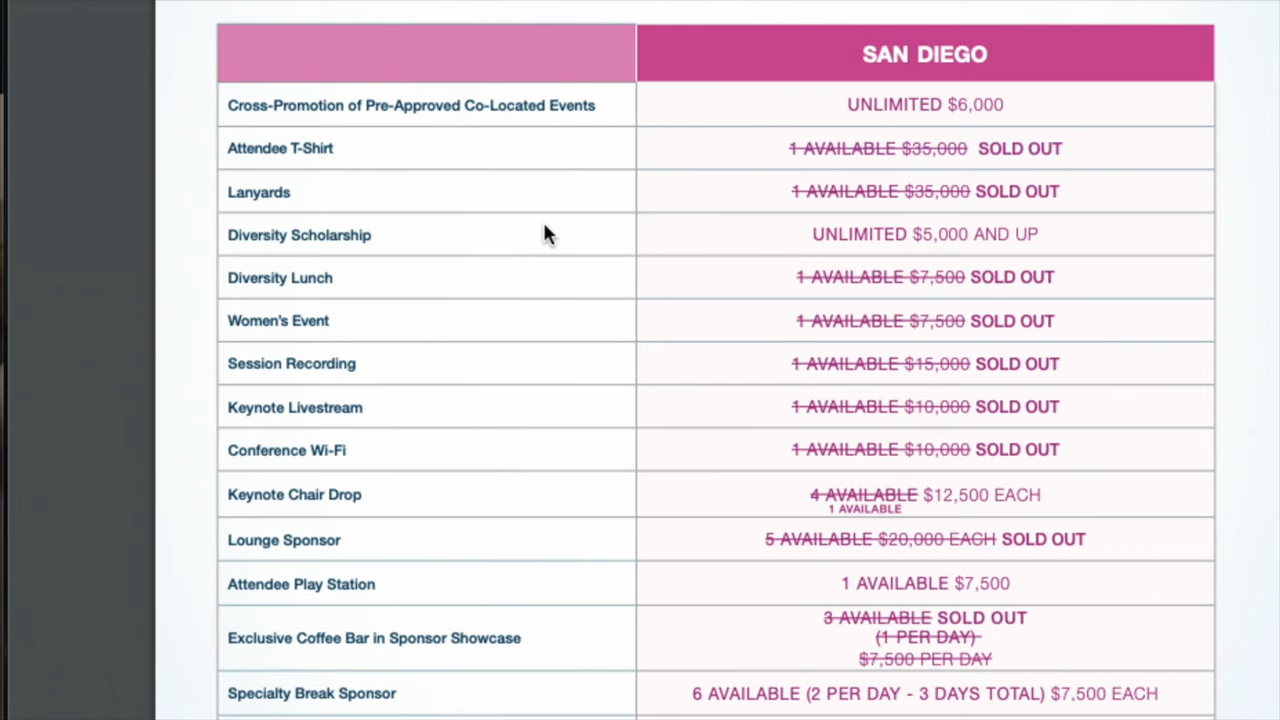 SAN DIEGO
Cross-Promotion of Pre-Approved Co-Located Events UNLIMITED $6,000
Attendee T-Shirt 1 AVAILABLE $35,000 SOLD OUT
Lanyards 1 AVAILABLE $35,000 SOLD OUT
Diversity Scholarship UNLIMITED $5,000 AND UP
Diversity Lunch 1 AVAILABLE $7,500 SOLD OUT
Women's Event 1 AVAILABLE $7,500 SOLD OUT
Session Recording 1 AVAILABLE $15,000 SOLD OUT
Keynote Livestream 1 AVAILABLE $10,000 SOLD OUT
Conference Wi-Fi 1 AVAILABLE $10,000 SOLD OUT
Keynote Chair Drop 4 AVAILABLE $12,500 EACH
1 AVAILABLE
Lounge Sponsor 5 AVAILABLE $20,000 EACH SOLD OUT
Attendee Play Station 1 AVAILABLE $7,500
Exclusive Coffee Bar in Sponsor Showcase 3 AVAILABLE SOLD OUT
(1 PER DAY)
$7,500 PER DAY
Specialty Break Sponsor 6 AVAILABLE (2 PER DAY - 3 DAYS TOTAL) $7,500 EACH